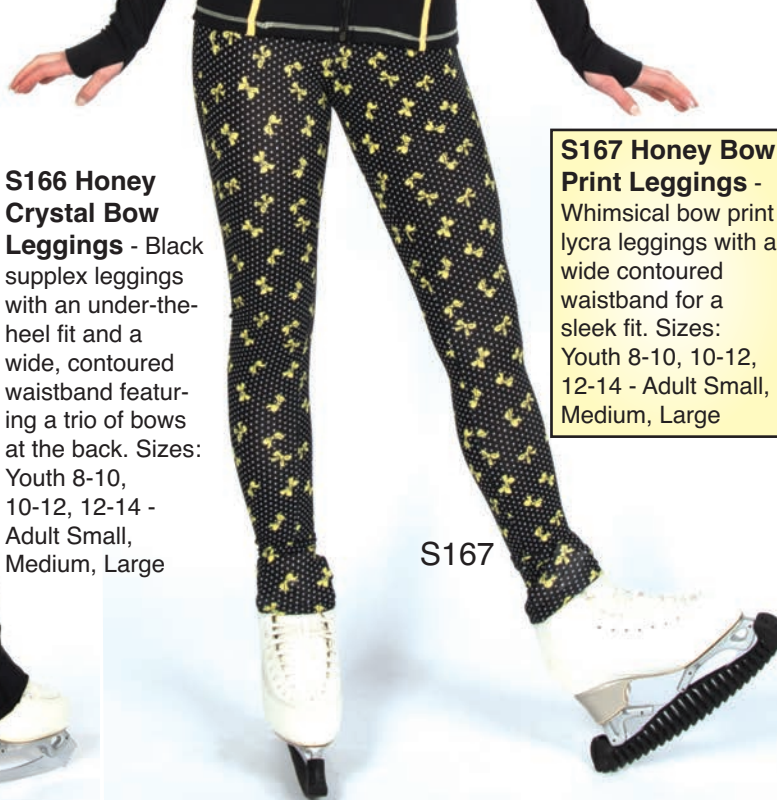 S166 Honey
Crystal Bow
Leggings - Black
supplex leggings
with an under-the-
heel fit and a
wide, contoured
waistband featur-
ing a trio of bows
at the back. Sizes:
Youth 8-10,
10-12, 12-14 -
Adult Small,
Medium, Large
S167 Honey Bow
Print Leggings -
Whimsical bow print
lycra leggings with a
wide contoured
waistband for a
sleek fit. Sizes:
Youth 8-10, 10-12,
12-14 - Adult Small,
Medium, Large
S167